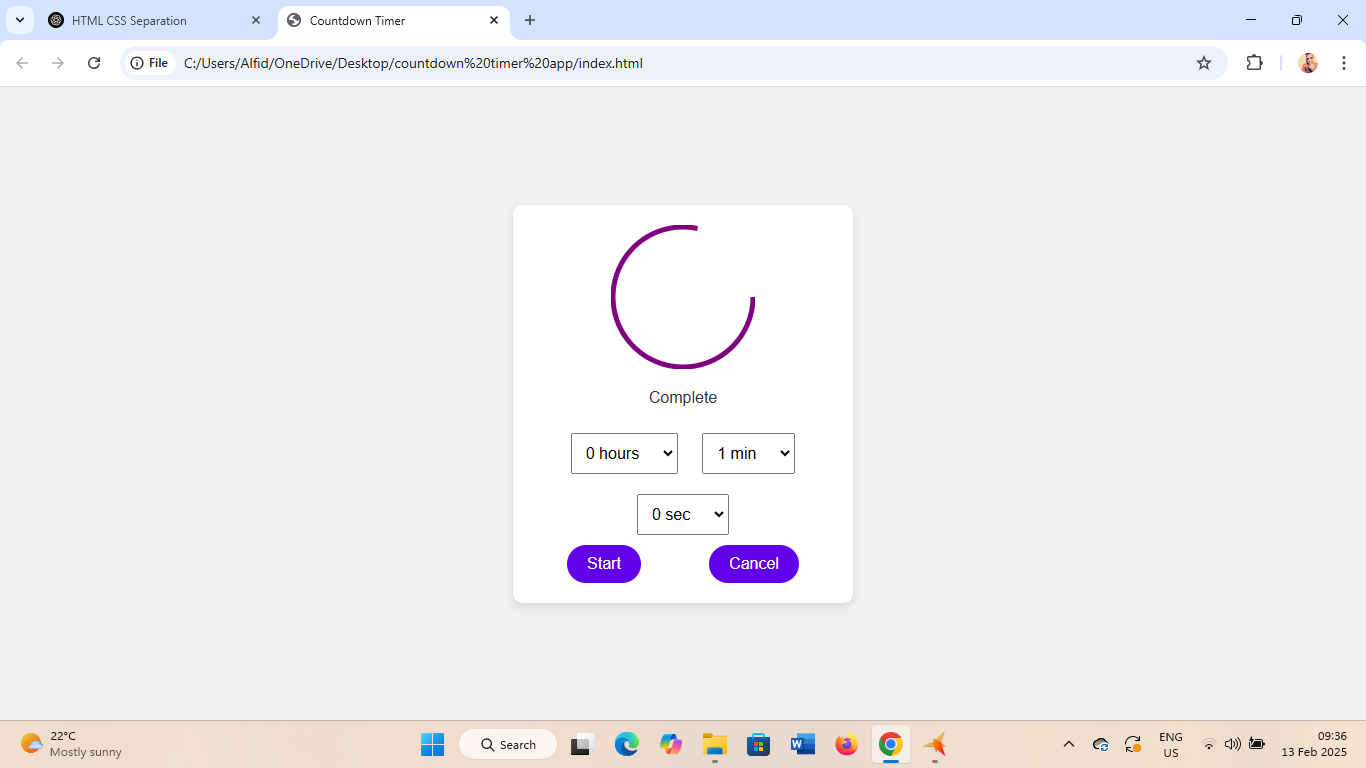 HTML CSS Separation
Countdown Timer
File
C:/Users/Alfid/OneDrive/Desktop/countdown%20timer%20app/index.html
Complete
0 hours
1 min
0 sec
Start
Cancel
22°C
Mostly sunny
Search
ENG
US
09:36
13 Feb 2025